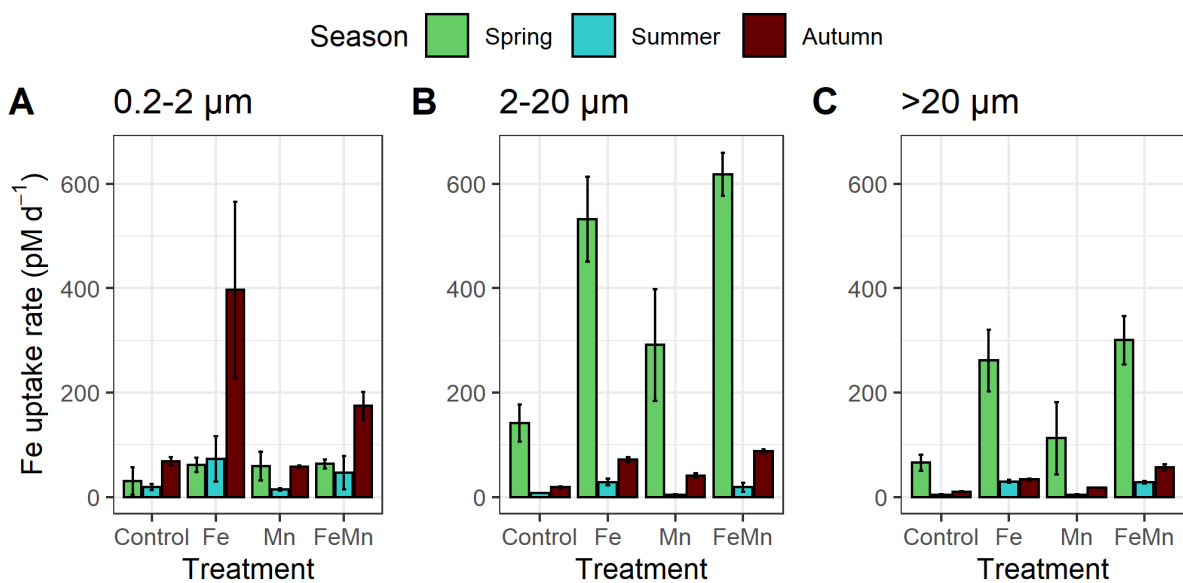 Season Spring Summer Autumn
A 0.2-2 µm
B 2-20 µm
C >20 µm
Fe uptake rate (pM d⁻¹)
600
400
200
0
Control Fe Mn FeMn
Treatment
600
400
200
0
Control Fe Mn FeMn
Treatment
600
400
200
0
Control Fe Mn FeMn
Treatment